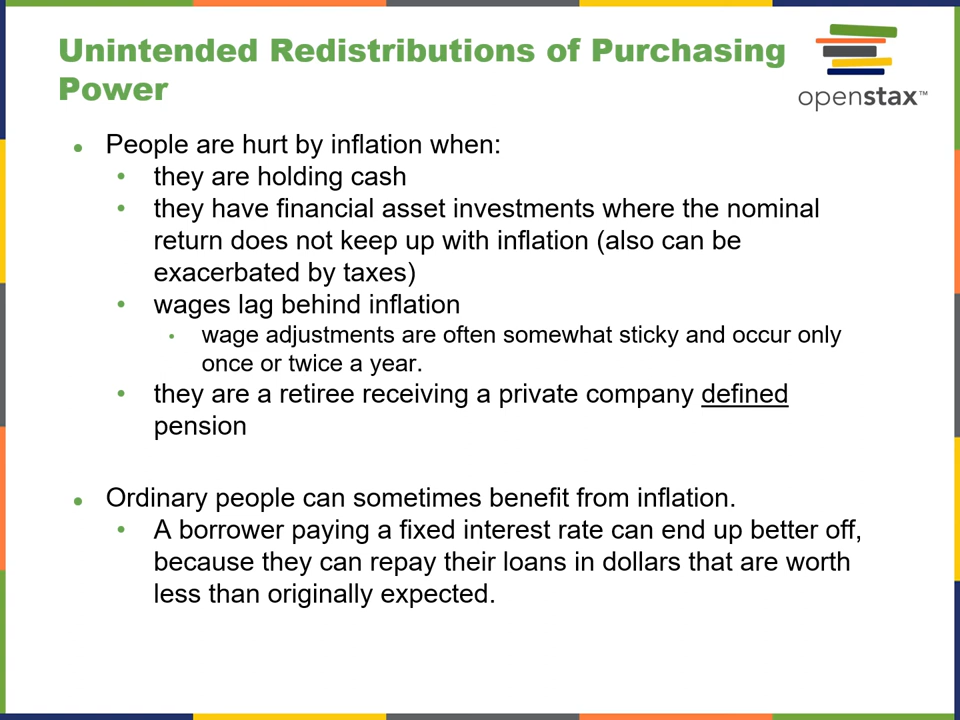 Unintended Redistributions of Purchasing
Power
openstax™
● People are hurt by inflation when:
• they are holding cash
• they have financial asset investments where the nominal
return does not keep up with inflation (also can be
exacerbated by taxes)
• wages lag behind inflation
• wage adjustments are often somewhat sticky and occur only
once or twice a year.
• they are a retiree receiving a private company defined
pension
● Ordinary people can sometimes benefit from inflation.
• A borrower paying a fixed interest rate can end up better off,
because they can repay their loans in dollars that are worth
less than originally expected.